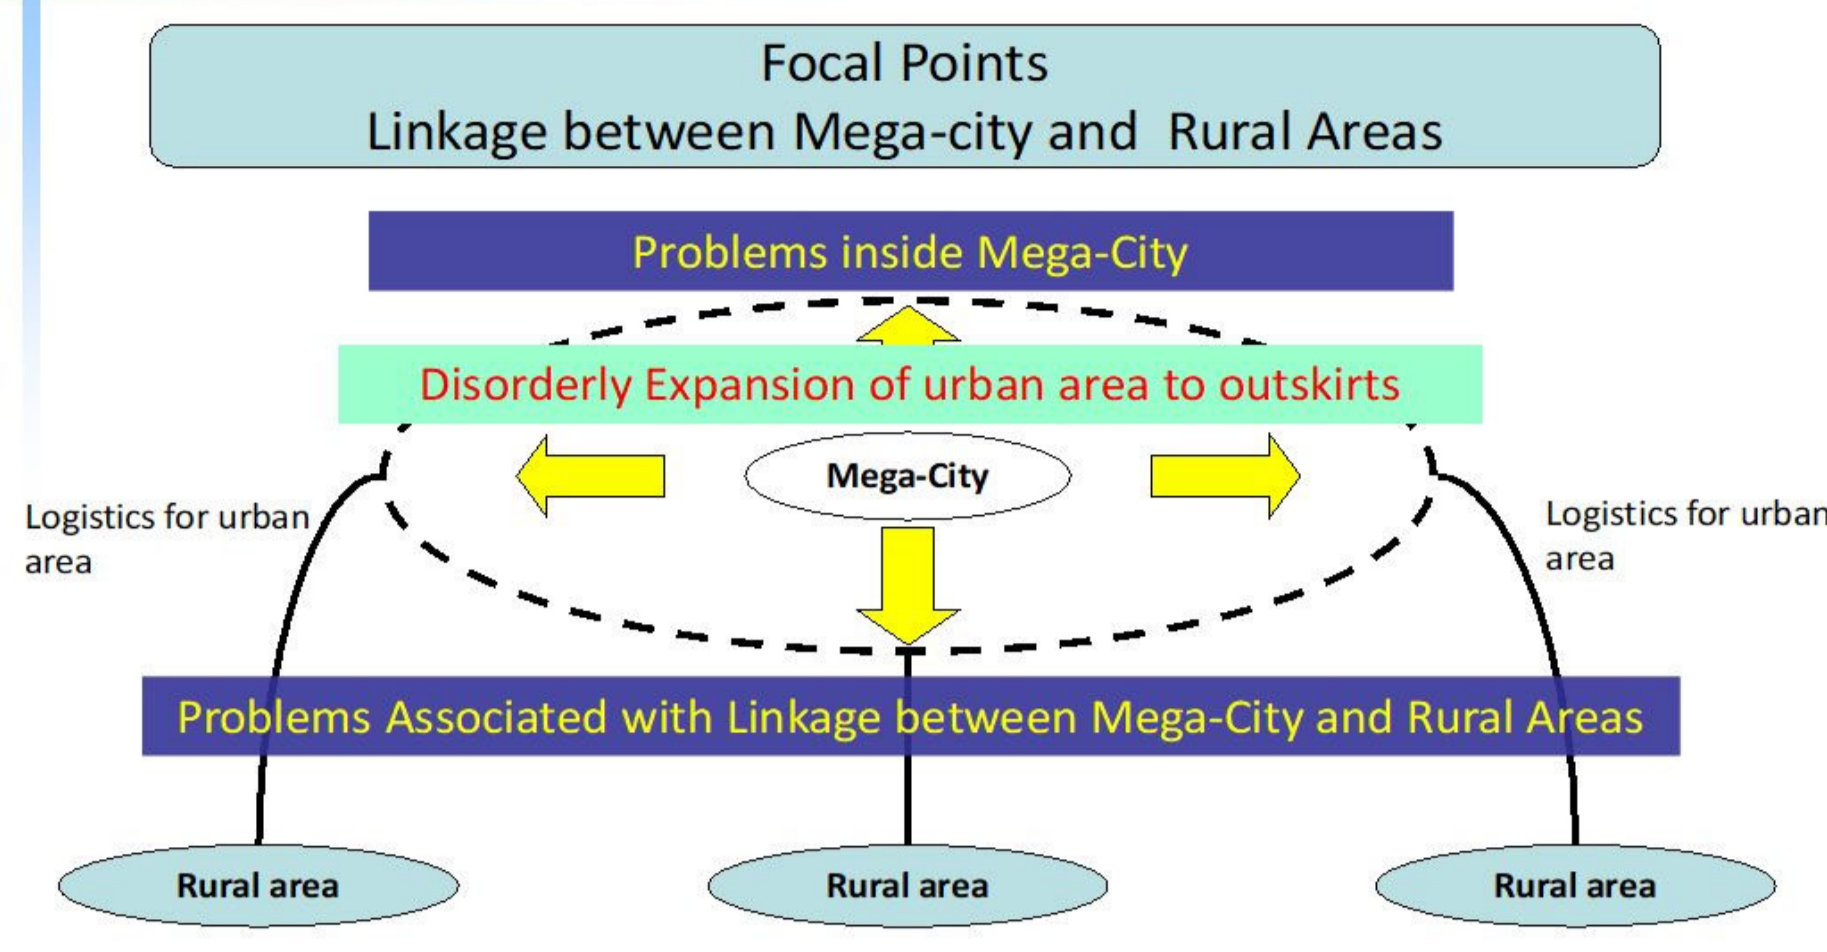 Focal Points
Linkage between Mega-city and Rural Areas
Problems inside Mega-City
Disorderly Expansion of urban area to outskirts
Mega-City
Logistics for urban
area
Logistics for urban
area
Problems Associated with Linkage between Mega-City and Rural Areas
Rural area
Rural area
Rural area